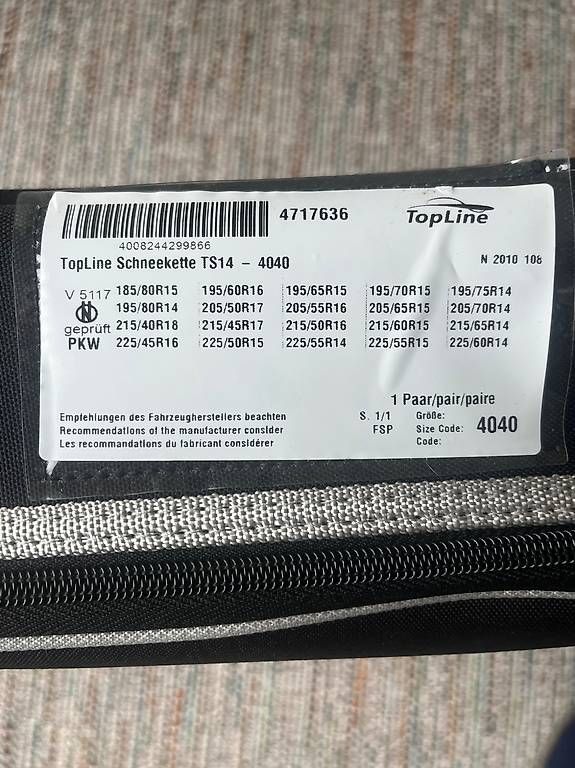 4717636
TopLine
4008244299866
TopLine Schneekette TS14 - 4040
N 2010 108
V 5117
geprüft
PKW
185/80R15 195/60R16 195/65R15 195/70R15 195/75R14
195/80R14 205/50R17 205/55R16 205/65R15 205/70R14
215/40R18 215/45R17 215/50R16 215/60R15 215/65R14
225/45R16 225/50R15 225/55R14 225/55R15 225/60R14
1 Paar/pair/paire
Empfehlungen des Fahrzeugherstellers beachten
Recommendations of the manufacturer consider
Les recommandations du fabricant considérer
S. 1/1
FSP
Größe:
Size Code: 4040
Code: